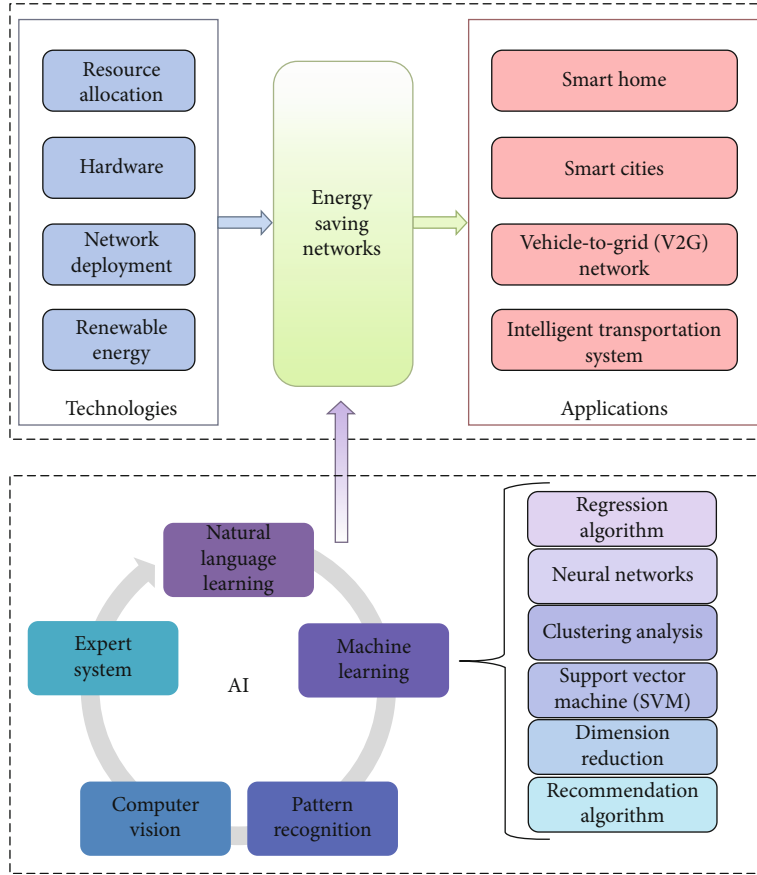 Resource
allocation
Hardware
Network
deployment
Renewable
energy
Technologies
Energy
saving
networks
Smart home
Smart cities
Vehicle-to-grid (V2G)
network
Intelligent transportation
system
Applications
Natural
language
learning
Machine
learning
Pattern
recognition
Computer
vision
Expert
system
AI
Regression
algorithm
Neural networks
Clustering analysis
Support vector
machine (SVM)
Dimension
reduction
Recommendation
algorithm